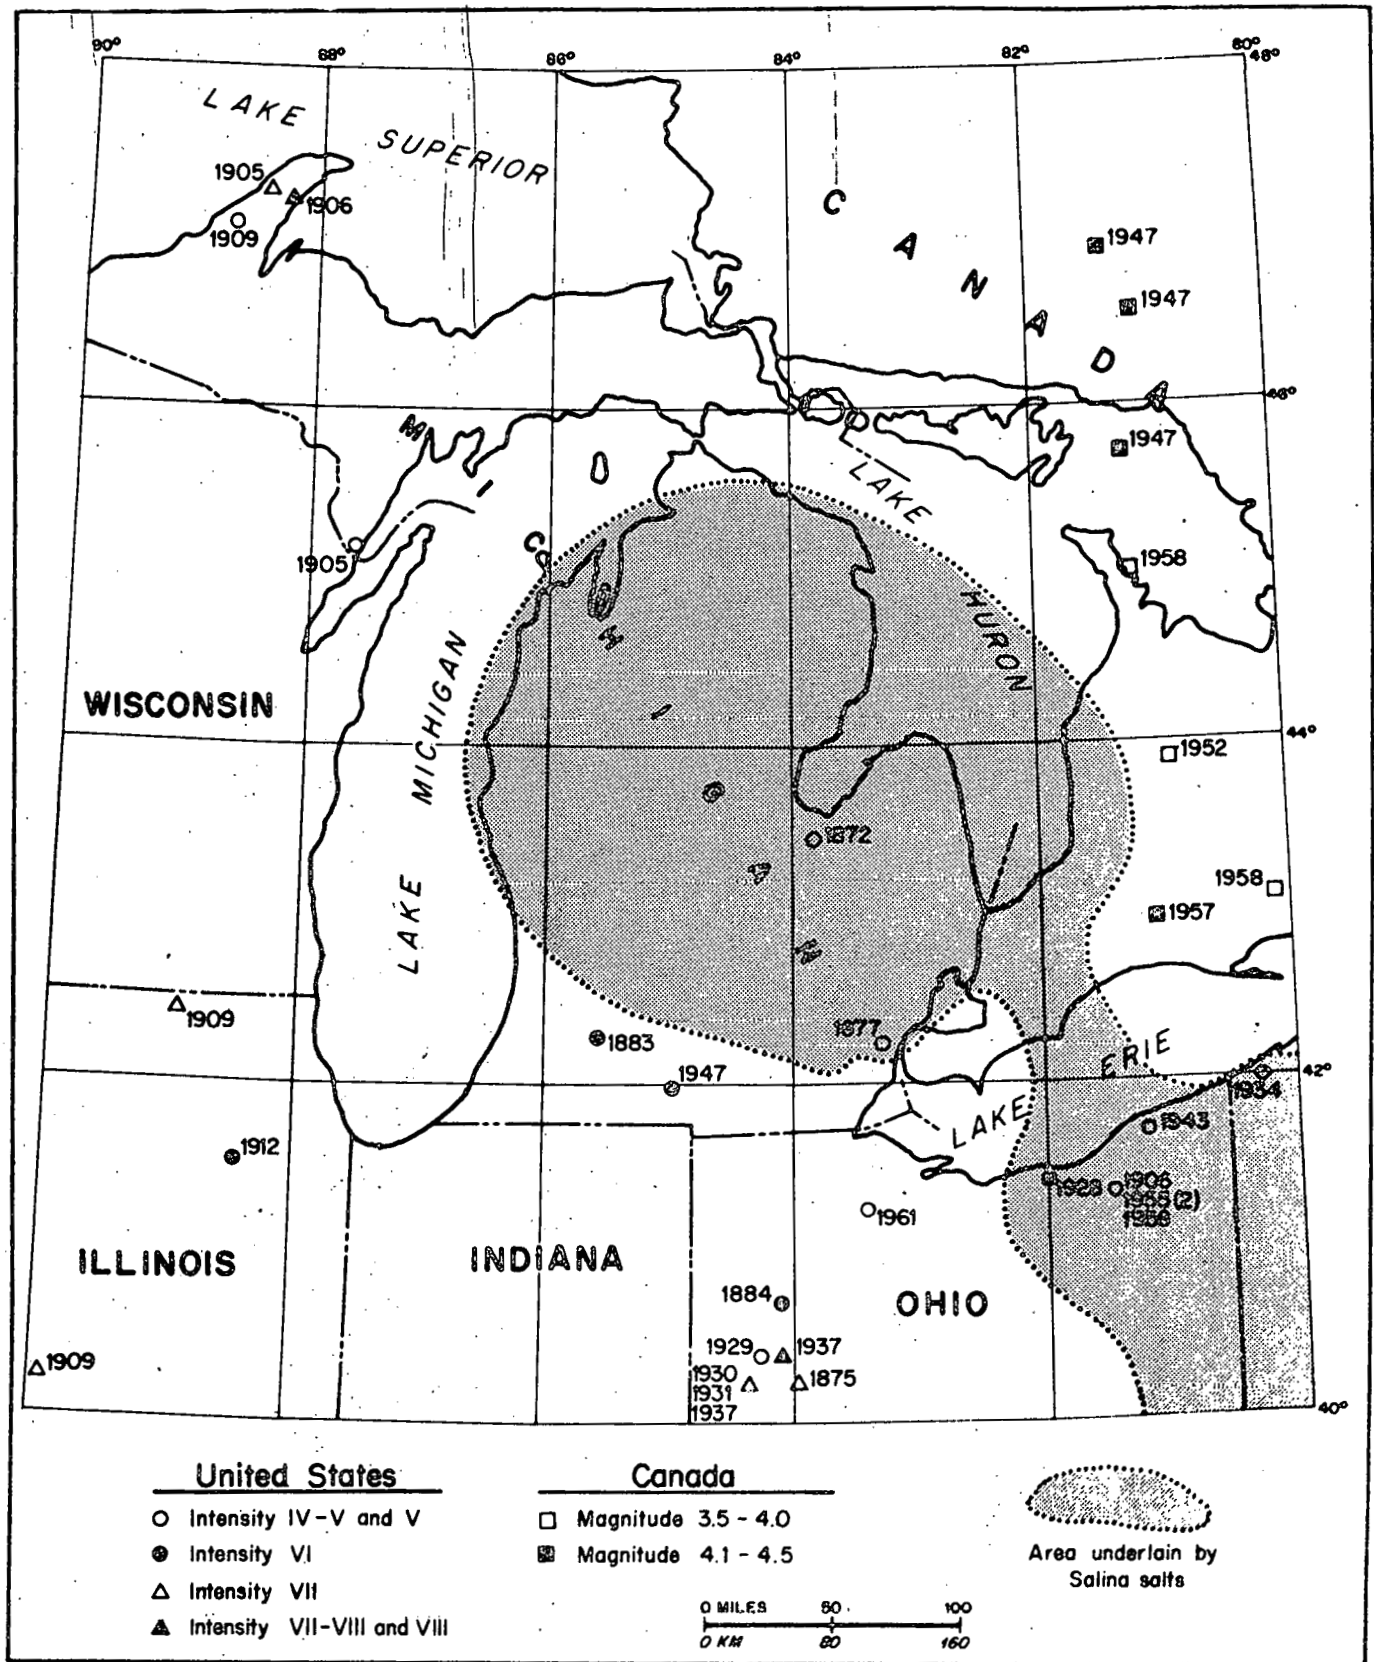 90° 88° 86° 84° 82° 80°
48°
LAKE SUPERIOR
1905
1906
1909
CANADA
1947
1947
46°
1947
MICHIGAN
LAKE HURON
1905
1958
WISCONSIN
LAKE MICHIGAN
44°
1952
1872
1958
1957
1909
1877
1883
1947
LAKE ERIE
42°
1934
1943
1912
1928
1906
1955 (2)
1961
ILLINOIS
INDIANA
OHIO
1884
1909
1929
1937
1930
1931
1937
1875
40°
United States
Intensity IV-V and V
Intensity VI
Intensity VII
Intensity VII-VIII and VIII
Canada
Magnitude 3.5 - 4.0
Magnitude 4.1 - 4.5
0 MILES 50 100
0 KM 80 160
Area underlain by
Salina salts